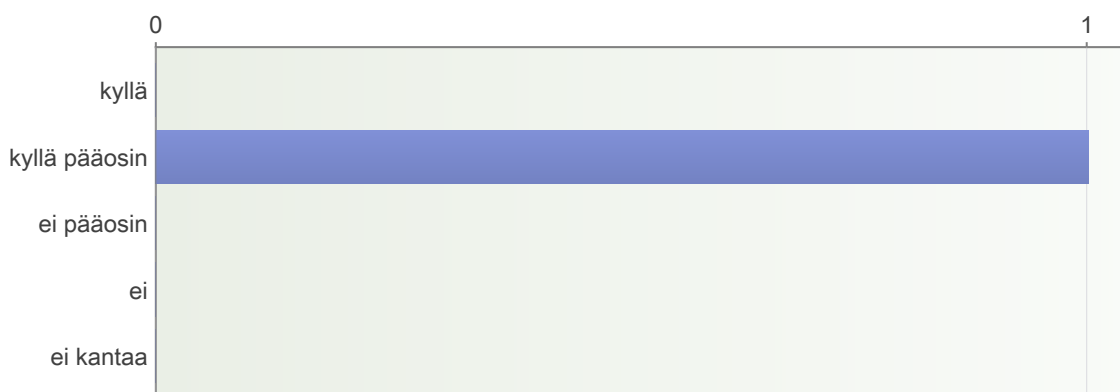 0 1
kyllä
kyllä pääosin
ei pääosin
ei
ei kantaa